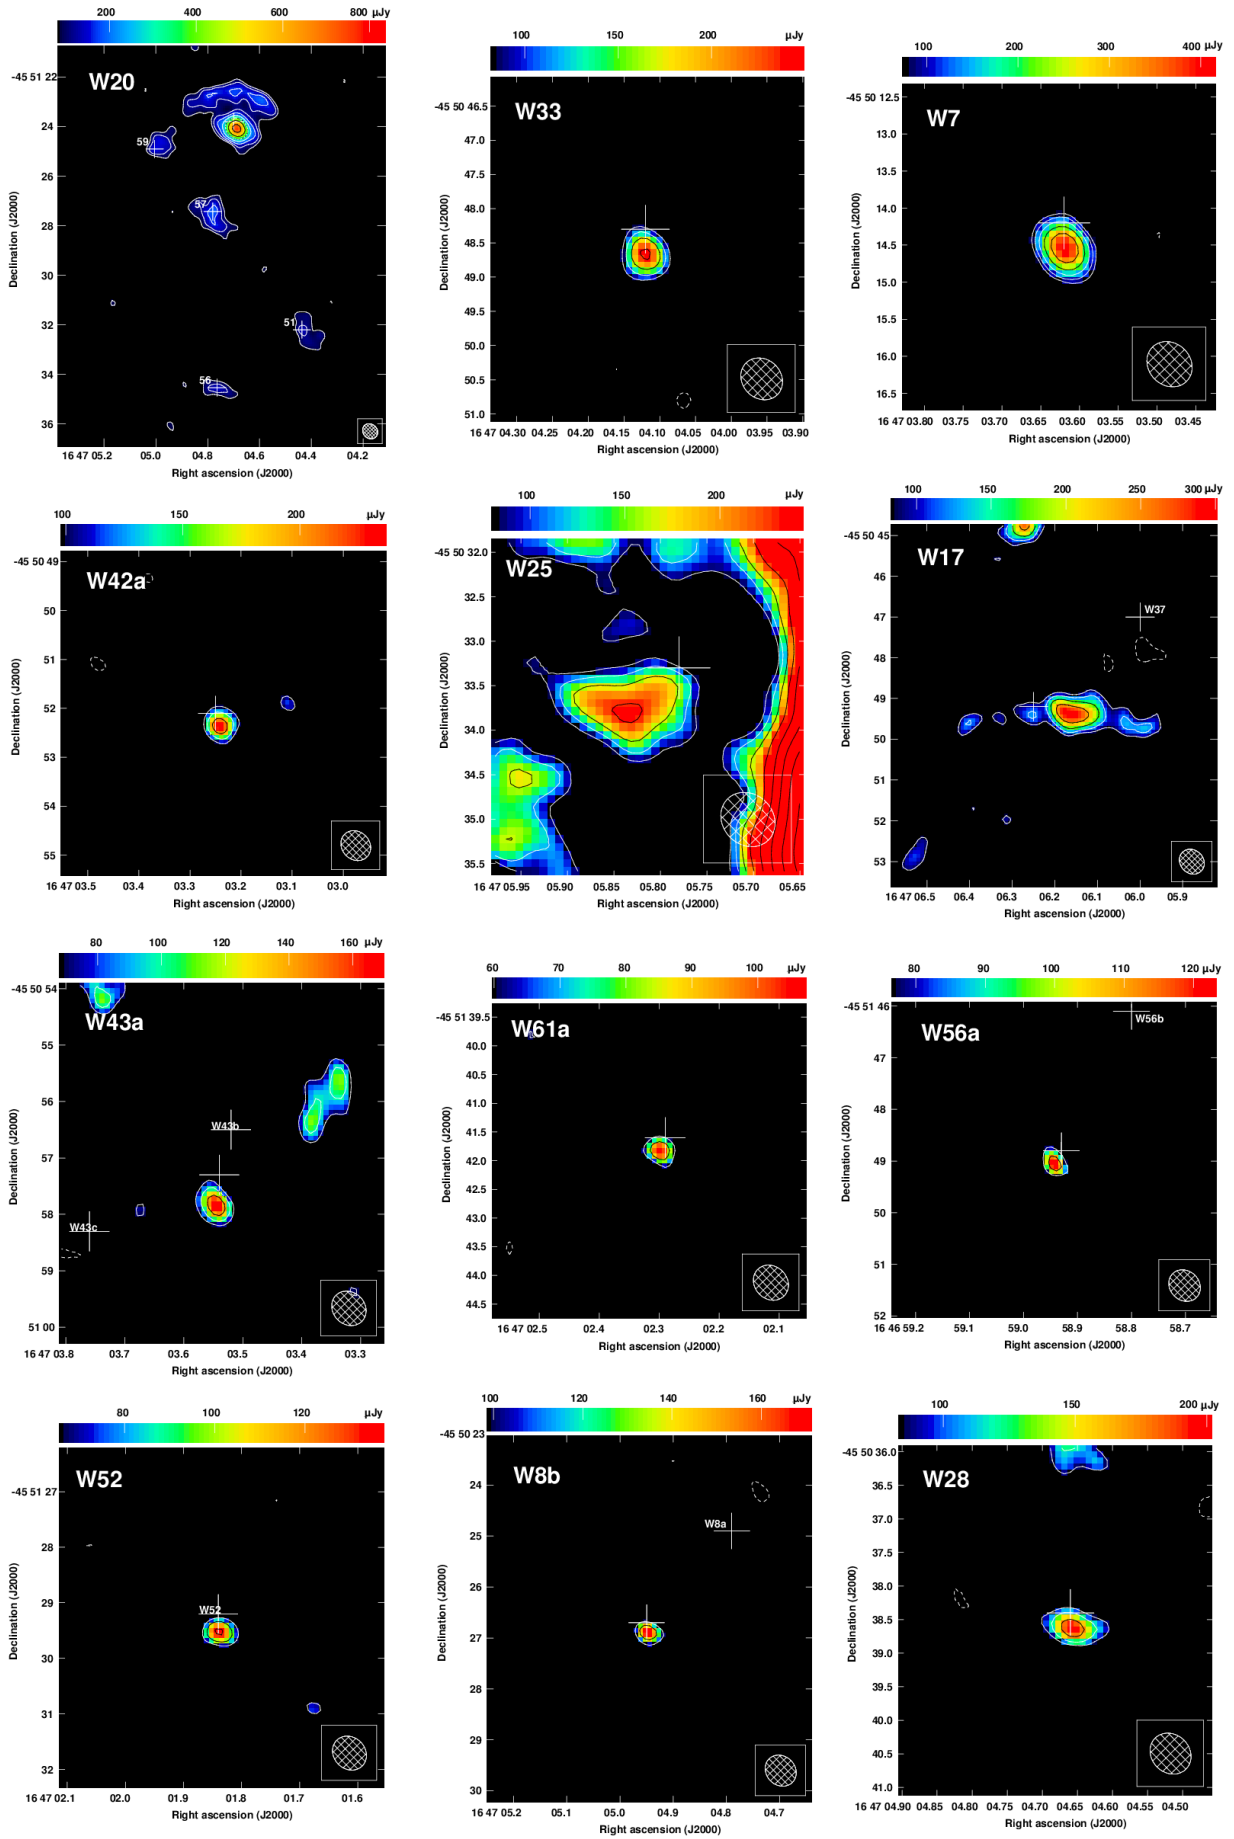 200 400 600 800 µJy
W20
-45 51 22
24
26
28
30
32
34
36
59
57
51
56
Declination (J2000)
16 47 05.2 05.0 04.8 04.6 04.4 04.2
Right ascension (J2000)
100 150 200 µJy
W33
-45 50 46.5
47.0
47.5
48.0
48.5
49.0
49.5
50.0
50.5
51.0
Declination (J2000)
16 47 04.30 04.25 04.20 04.15 04.10 04.05 04.00 03.95 03.90
Right ascension (J2000)
100 200 300 400 µJy
W7
-45 50 12.5
13.0
13.5
14.0
14.5
15.0
15.5
16.0
16.5
Declination (J2000)
16 47 03.80 03.75 03.70 03.65 03.60 03.55 03.50 03.45
Right ascension (J2000)
100 150 200 µJy
W42a
-45 50 49
50
51
52
53
54
55
Declination (J2000)
16 47 03.5 03.4 03.3 03.2 03.1 03.0
Right ascension (J2000)
100 150 200 µJy
W25
-45 50 32.0
32.5
33.0
33.5
34.0
34.5
35.0
35.5
Declination (J2000)
16 47 05.95 05.90 05.85 05.80 05.75 05.70 05.65
Right ascension (J2000)
100 150 200 250 300 µJy
W17
W37
-45 50 45
46
47
48
49
50
51
52
53
Declination (J2000)
16 47 06.5 06.4 06.3 06.2 06.1 06.0 05.9
Right ascension (J2000)
80 100 120 140 160 µJy
W43a
W43b
W43c
-45 50 54
55
56
57
58
59
51 00
Declination (J2000)
16 47 03.8 03.7 03.6 03.5 03.4 03.3
Right ascension (J2000)
60 70 80 90 100 µJy
W61a
-45 51 39.5
40.0
40.5
41.0
41.5
42.0
42.5
43.0
43.5
44.0
44.5
Declination (J2000)
16 47 02.5 02.4 02.3 02.2 02.1
Right ascension (J2000)
80 90 100 110 120 µJy
W56a
W56b
-45 51 46
47
48
49
50
51
52
Declination (J2000)
16 46 59.2 59.1 59.0 58.9 58.8 58.7
Right ascension (J2000)
80 100 120 µJy
W52
W52
-45 51 27
28
29
30
31
32
Declination (J2000)
16 47 02.1 02.0 01.9 01.8 01.7 01.6
Right ascension (J2000)
100 120 140 160 µJy
W8b
W8a
-45 50 23
24
25
26
27
28
29
30
Declination (J2000)
16 47 05.2 05.1 05.0 04.9 04.8 04.7
Right ascension (J2000)
100 150 200 µJy
W28
-45 50 36.0
36.5
37.0
37.5
38.0
38.5
39.0
39.5
40.0
40.5
41.0
Declination (J2000)
16 47 04.90 04.85 04.80 04.75 04.70 04.65 04.60 04.55 04.50
Right ascension (J2000)